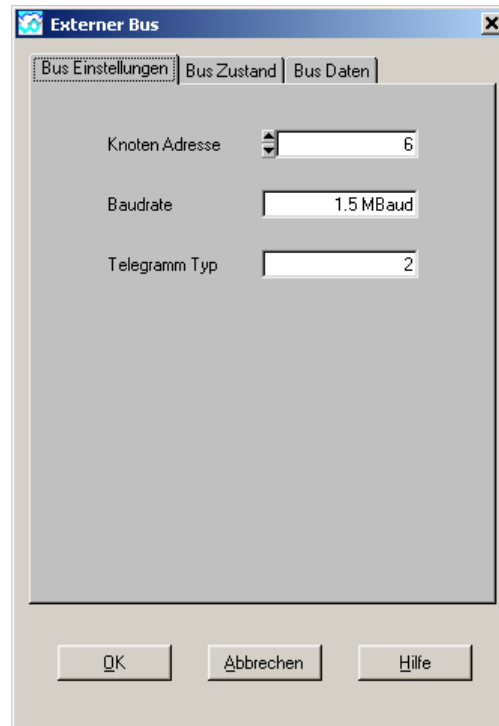 Externer Bus
Bus Einstellungen Bus Zustand Bus Daten
Knoten Adresse 6
Baudrate 1.5 MBaud
Telegramm Typ 2
OK Abbrechen Hilfe